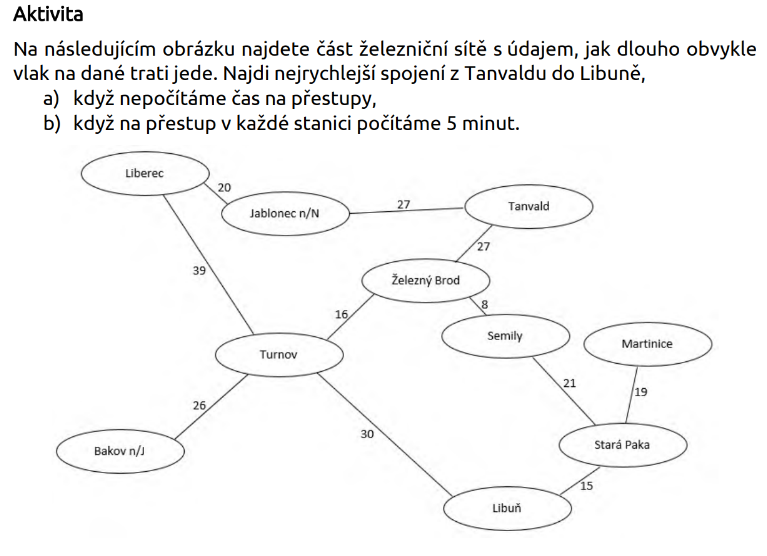 Aktivita
Na následujícím obrázku najdete část železniční sítě s údajem, jak dlouho obvykle
vlak na dané trati jede. Najdi nejrychlejší spojení z Tanvaldu do Libuně,
a) když nepočítáme čas na přestupy,
b) když na přestup v každé stanici počítáme 5 minut.
Liberec
20
Jablonec n/N
27
Tanvald
27
39
Železný Brod
8
16
Semily
Martinice
Turnov
21
19
26
30
Bakov n/J
Stará Paka
15
Libuň